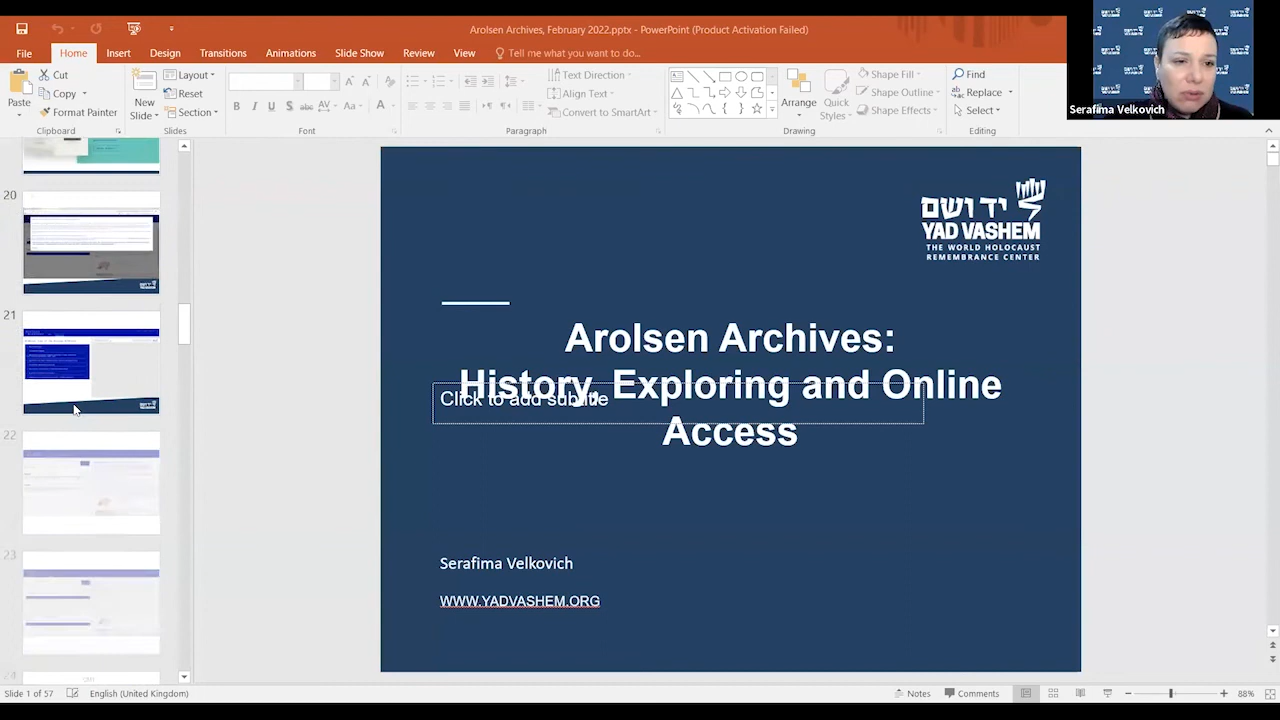 Arolsen Archives, February 2022.pptx - PowerPoint (Product Activation Failed)
File Home Insert Design Transitions Animations Slide Show Review View Tell me what you want to do...
Paste
Cut
Copy
Format Painter
Clipboard
New
Slide
Layout
Reset
Section
Slides
B I U S abc AV Aa A
Font
Text Direction
Align Text
Convert to SmartArt
Paragraph
Arrange
Quick
Styles
Shape Fill
Shape Outline
Shape Effects
Drawing
Find
Replace
Select
Editing
Serafima Velkovich
20
21
22
23
יד ושם
YAD VASHEM
THE WORLD HOLOCAUST
REMEMBRANCE CENTER
Arolsen Archives:
History, Exploring and Online
Click to add subtitle
Access
Serafima Velkovich
WWW.YADVASHEM.ORG
Slide 1 of 57 English (United Kingdom) Notes Comments 88%